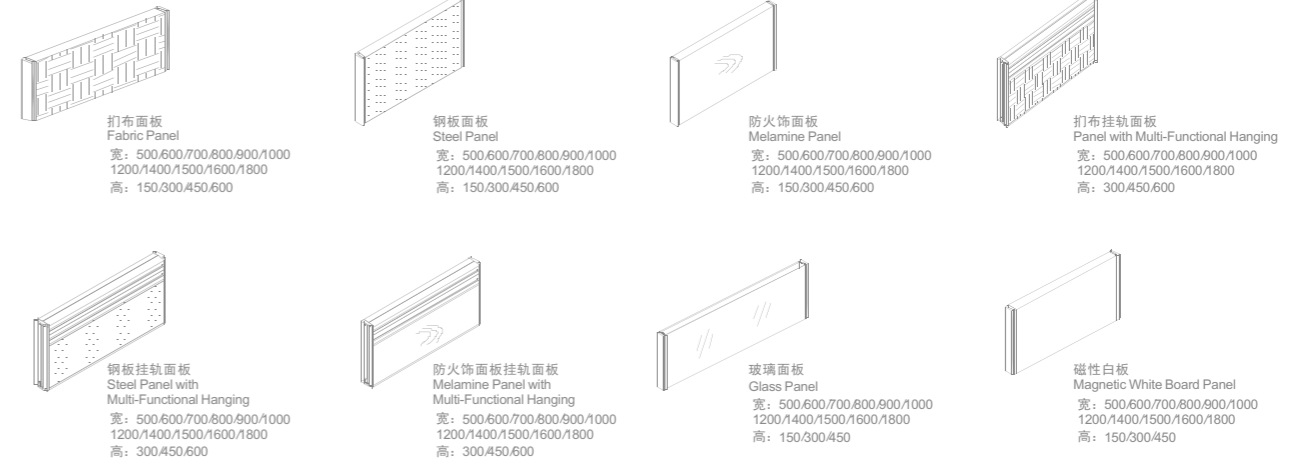 扪布面板
Fabric Panel
宽：500/600/700/800/900/1000
1200/1400/1500/1600/1800
高：150/300/450/600
钢板面板
Steel Panel
宽：500/600/700/800/900/1000
1200/1400/1500/1600/1800
高：150/300/450/600
防火饰面板
Melamine Panel
宽：500/600/700/800/900/1000
1200/1400/1500/1600/1800
高：150/300/450/600
扪布挂轨面板
Panel with Multi-Functional Hanging
宽：500/600/700/800/900/1000
1200/1400/1500/1600/1800
高：300/450/600
钢板挂轨面板
Steel Panel with
Multi-Functional Hanging
宽：500/600/700/800/900/1000
1200/1400/1500/1600/1800
高：300/450/600
防火饰面板挂轨面板
Melamine Panel with
Multi-Functional Hanging
宽：500/600/700/800/900/1000
1200/1400/1500/1600/1800
高：300/450/600
玻璃面板
Glass Panel
宽：500/600/700/800/900/1000
1200/1400/1500/1600/1800
高：150/300/450
磁性白板
Magnetic White Board Panel
宽：500/600/700/800/900/1000
1200/1400/1500/1600/1800
高：150/300/450